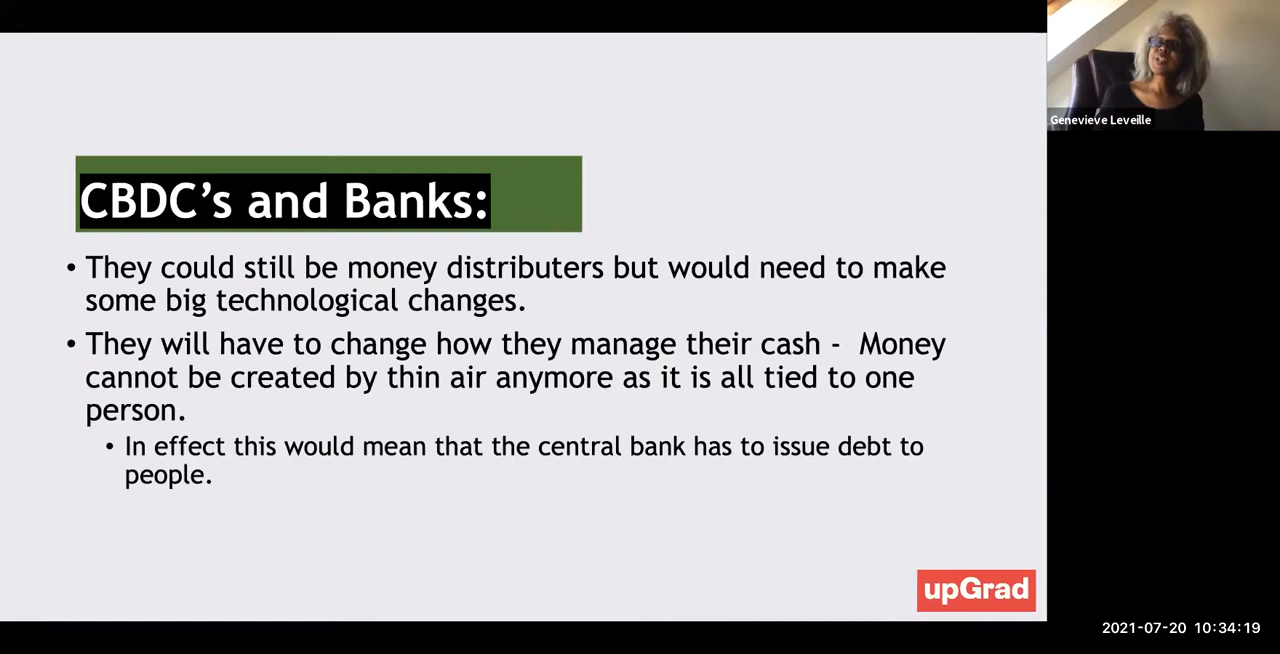 Genevieve Leveille
CBDC’s and Banks:
• They could still be money distributers but would need to make
some big technological changes.
• They will have to change how they manage their cash - Money
cannot be created by thin air anymore as it is all tied to one
person.
• In effect this would mean that the central bank has to issue debt to
people.
upGrad
2021-07-20 10:34:19